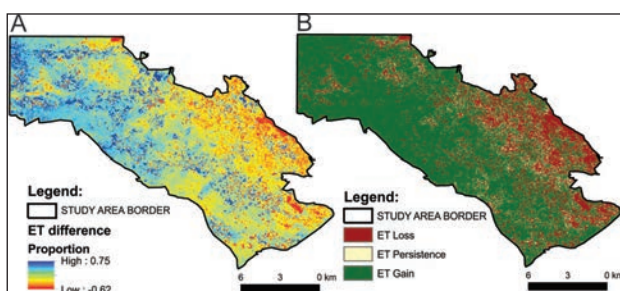 A
Legend:
STUDY AREA BORDER
ET difference
Proportion
High : 0.75
Low : -0.62
6 3 0 km
B
Legend:
STUDY AREA BORDER
ET Loss
ET Persistence
ET Gain
6 3 0 km